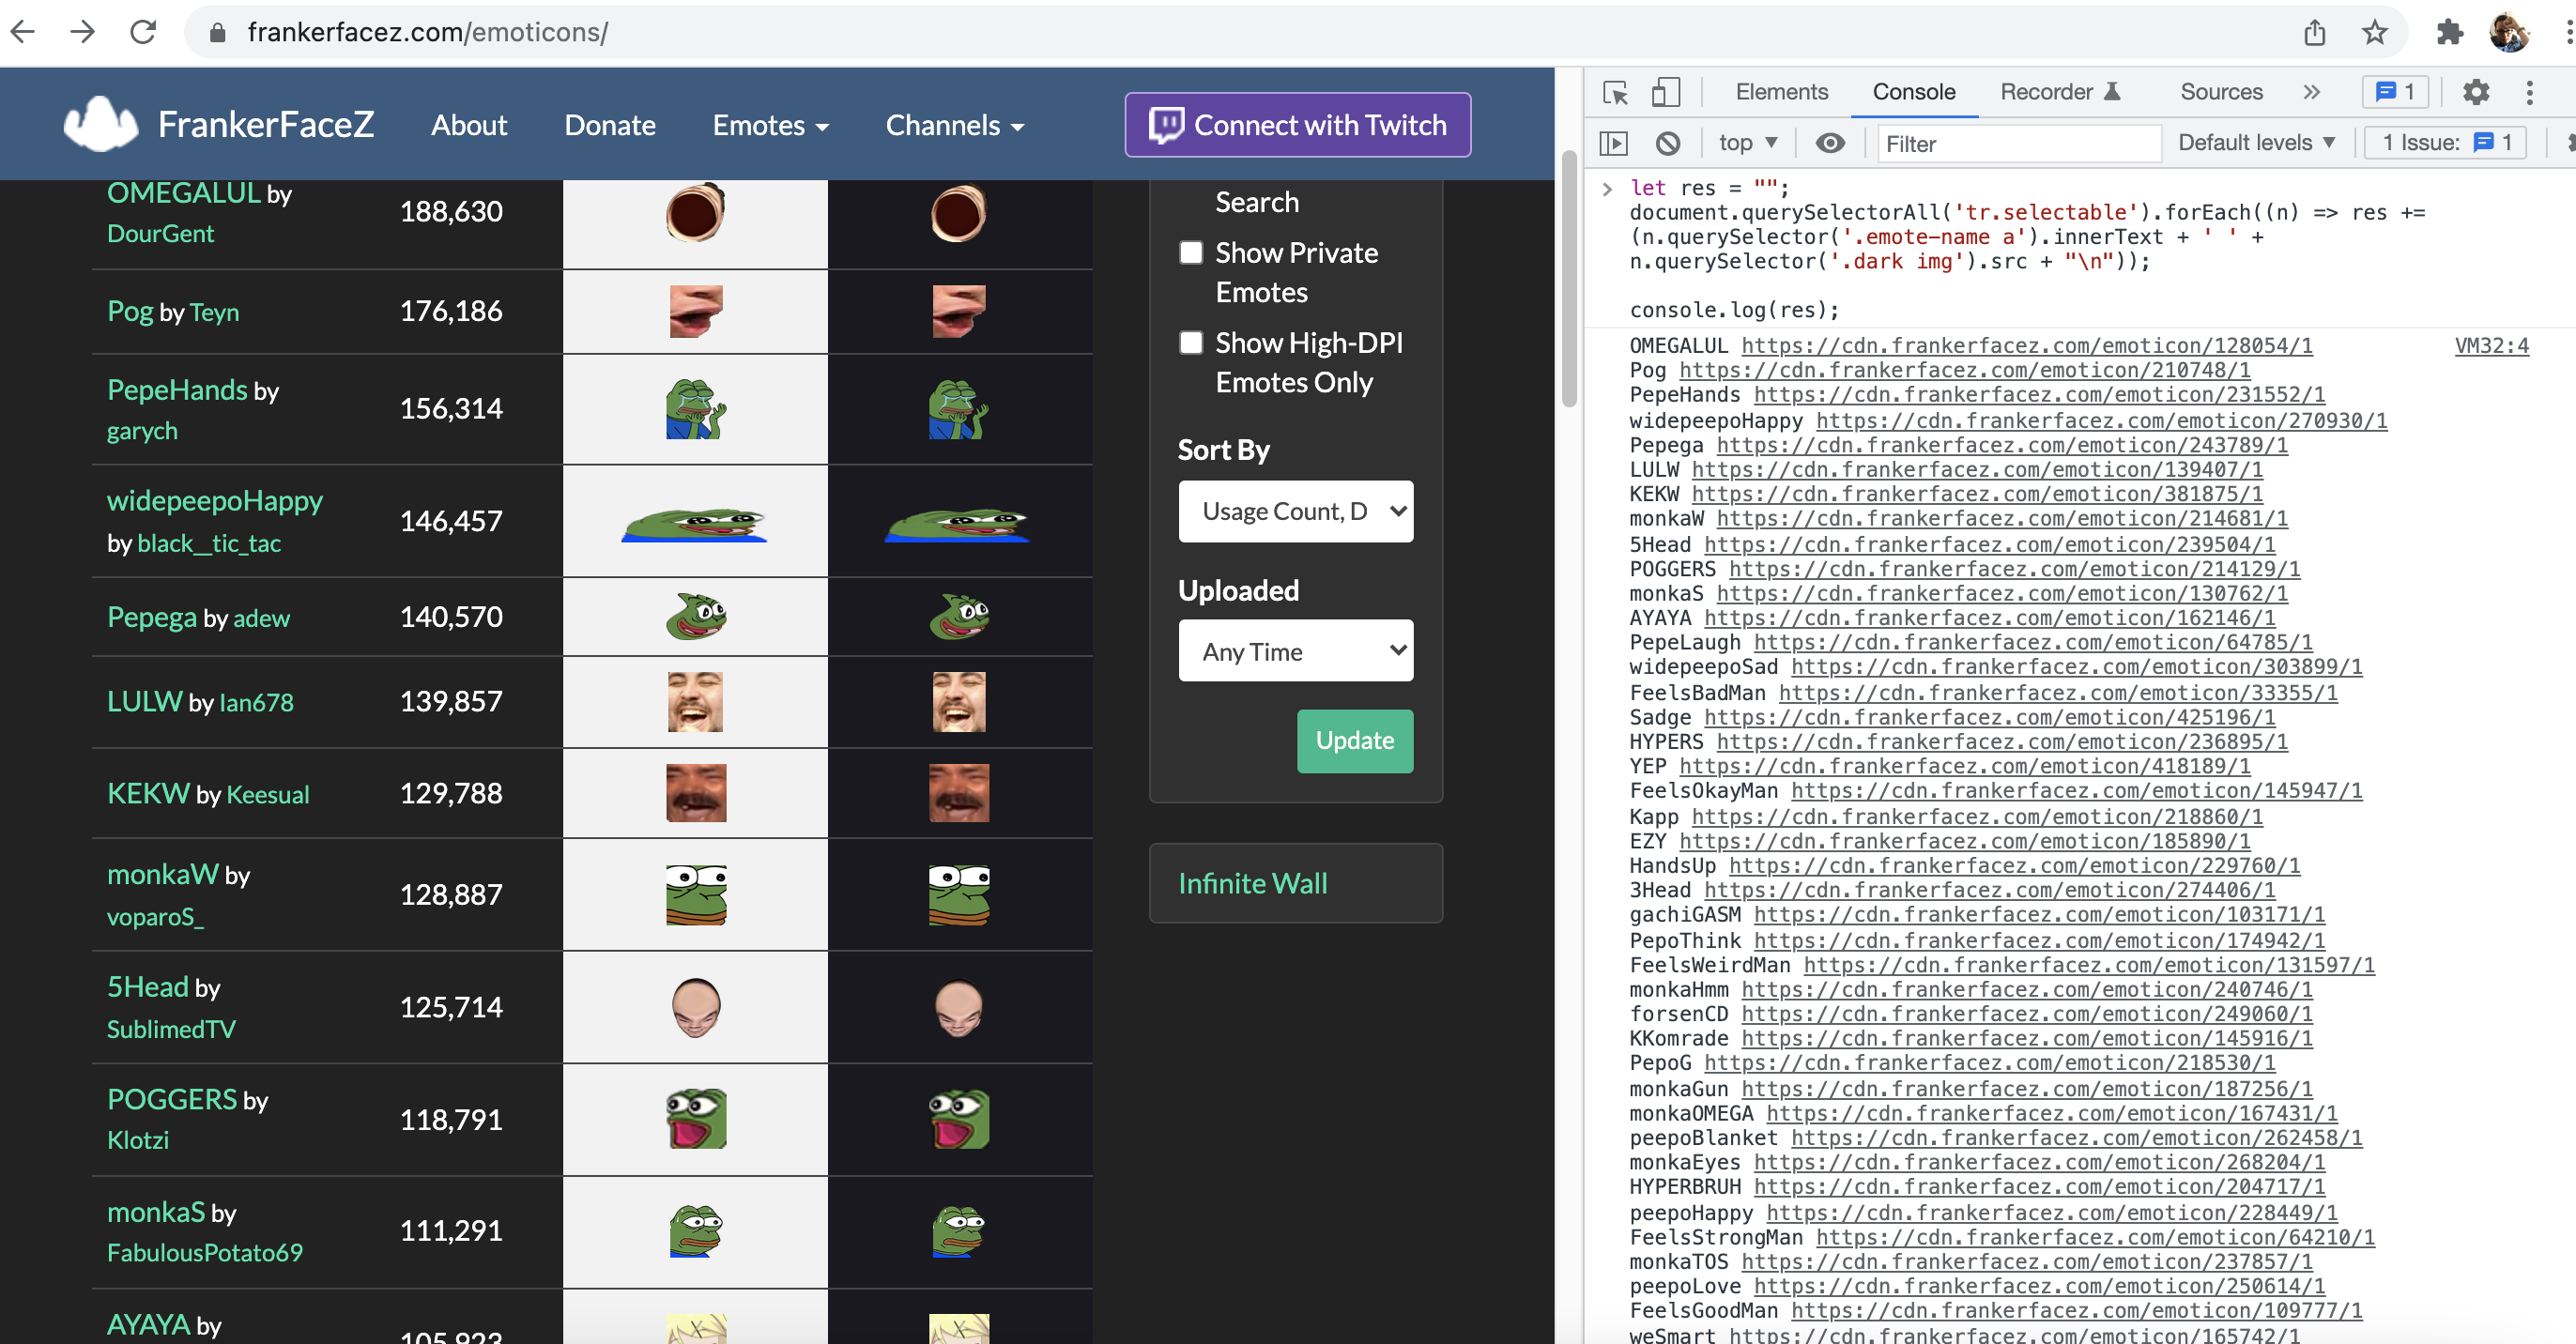 frankerfacez.com/emoticons/
FrankerFaceZ
About
Donate
Emotes
Channels
Connect with Twitch
OMEGALUL by
DourGent
188,630
Pog by Teyn
176,186
PepeHands by
garych
156,314
widepeepoHappy
by black__tic_tac
146,457
Pepega by adew
140,570
LULW by Ian678
139,857
KEKW by Keesual
129,788
monkaW by
voparoS_
128,887
5Head by
SublimedTV
125,714
POGGERS by
Klotzi
118,791
monkaS by
FabulousPotato69
111,291
AYAYA by
105,923
Search
Show Private
Emotes
Show High-DPI
Emotes Only
Sort By
Usage Count, D
Uploaded
Any Time
Update
Infinite Wall
Elements
Console
Recorder
Sources
1
top
Filter
Default levels
1 Issue:
1
let res = "";
document.querySelectorAll('tr.selectable').forEach((n) => res +=
(n.querySelector('.emote-name a').innerText + ' ' +
n.querySelector('.dark img').src + "\n"));
console.log(res);
VM32:4
OMEGALUL https://cdn.frankerfacez.com/emoticon/128054/1
Pog https://cdn.frankerfacez.com/emoticon/210748/1
PepeHands https://cdn.frankerfacez.com/emoticon/231552/1
widepeepoHappy https://cdn.frankerfacez.com/emoticon/270930/1
Pepega https://cdn.frankerfacez.com/emoticon/243789/1
LULW https://cdn.frankerfacez.com/emoticon/139407/1
KEKW https://cdn.frankerfacez.com/emoticon/381875/1
monkaW https://cdn.frankerfacez.com/emoticon/214681/1
5Head https://cdn.frankerfacez.com/emoticon/239504/1
POGGERS https://cdn.frankerfacez.com/emoticon/214129/1
monkaS https://cdn.frankerfacez.com/emoticon/130762/1
AYAYA https://cdn.frankerfacez.com/emoticon/162146/1
PepeLaugh https://cdn.frankerfacez.com/emoticon/64785/1
widepeepoSad https://cdn.frankerfacez.com/emoticon/303899/1
FeelsBadMan https://cdn.frankerfacez.com/emoticon/33355/1
Sadge https://cdn.frankerfacez.com/emoticon/425196/1
HYPERS https://cdn.frankerfacez.com/emoticon/236895/1
YEP https://cdn.frankerfacez.com/emoticon/418189/1
FeelsOkayMan https://cdn.frankerfacez.com/emoticon/145947/1
Kapp https://cdn.frankerfacez.com/emoticon/218860/1
EZY https://cdn.frankerfacez.com/emoticon/185890/1
HandsUp https://cdn.frankerfacez.com/emoticon/229760/1
3Head https://cdn.frankerfacez.com/emoticon/274406/1
gachiGASM https://cdn.frankerfacez.com/emoticon/103171/1
PepoThink https://cdn.frankerfacez.com/emoticon/174942/1
FeelsWeirdMan https://cdn.frankerfacez.com/emoticon/131597/1
monkaHmm https://cdn.frankerfacez.com/emoticon/240746/1
forsenCD https://cdn.frankerfacez.com/emoticon/249060/1
KKomrade https://cdn.frankerfacez.com/emoticon/145916/1
PepoG https://cdn.frankerfacez.com/emoticon/218530/1
monkaGun https://cdn.frankerfacez.com/emoticon/187256/1
monkaOMEGA https://cdn.frankerfacez.com/emoticon/167431/1
peepoBlanket https://cdn.frankerfacez.com/emoticon/262458/1
monkaEyes https://cdn.frankerfacez.com/emoticon/268204/1
HYPERBRUH https://cdn.frankerfacez.com/emoticon/204717/1
peepoHappy https://cdn.frankerfacez.com/emoticon/228449/1
FeelsStrongMan https://cdn.frankerfacez.com/emoticon/64210/1
monkaTOS https://cdn.frankerfacez.com/emoticon/237857/1
peepoLove https://cdn.frankerfacez.com/emoticon/250614/1
FeelsGoodMan https://cdn.frankerfacez.com/emoticon/109777/1
weSmart https://cdn.frankerfacez.com/emoticon/165742/1